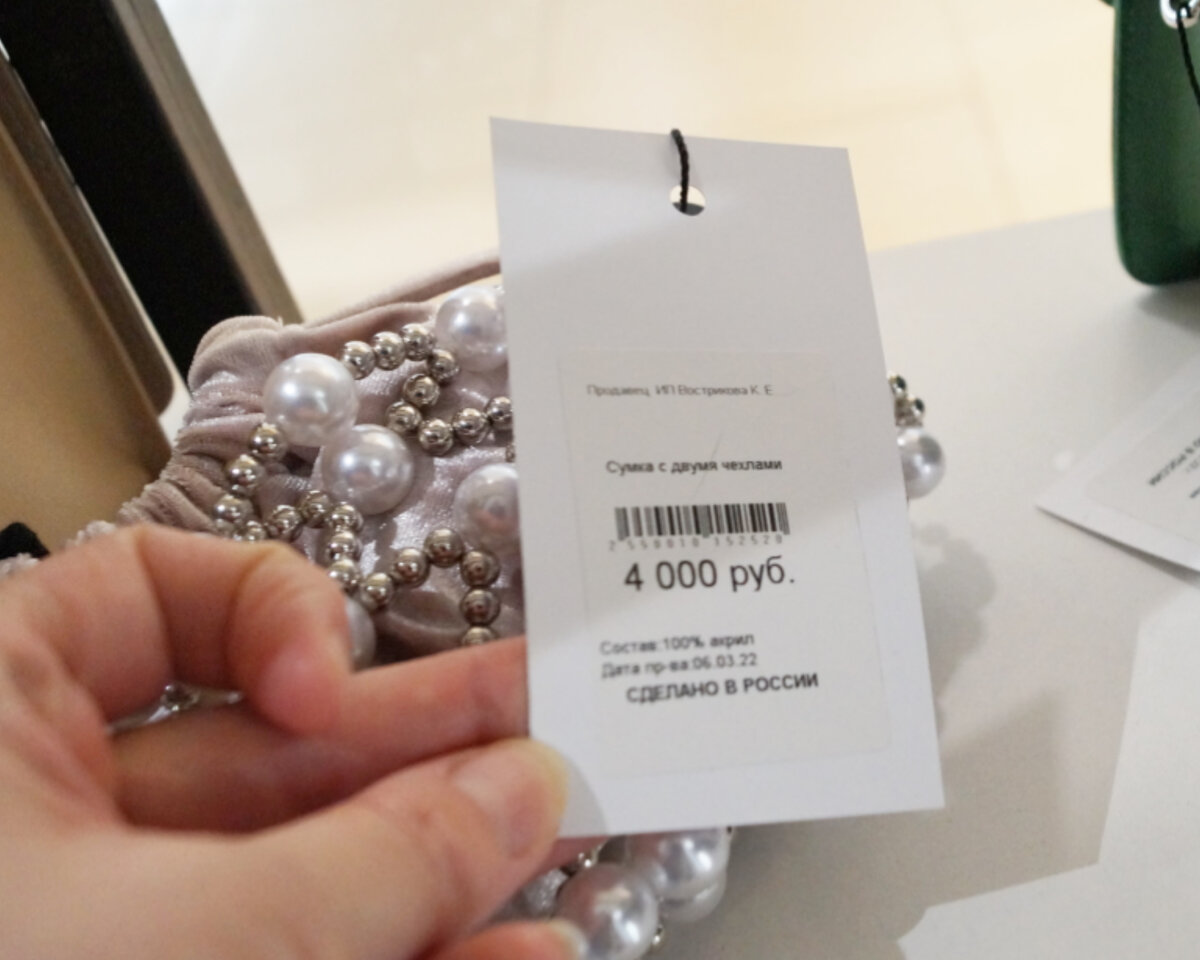 Продавец ИП Вострикова К. Е
Сумка с двумя чехлами
4 000 руб.
Состав:100% акрил
Дата пр-ва:06.03.22
СДЕЛАНО В РОССИИ